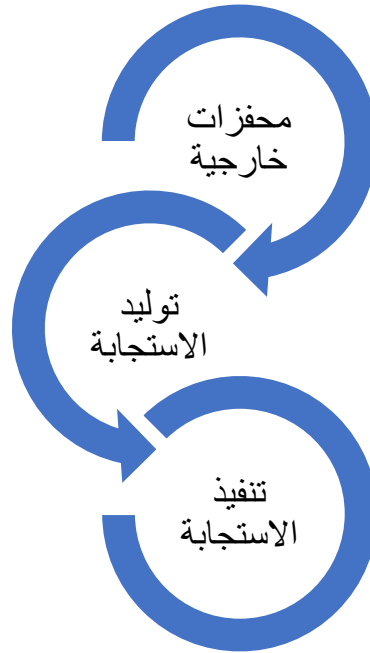 محفزات
خارجية
توليد
الاستجابة
تنفيذ
الاستجابة